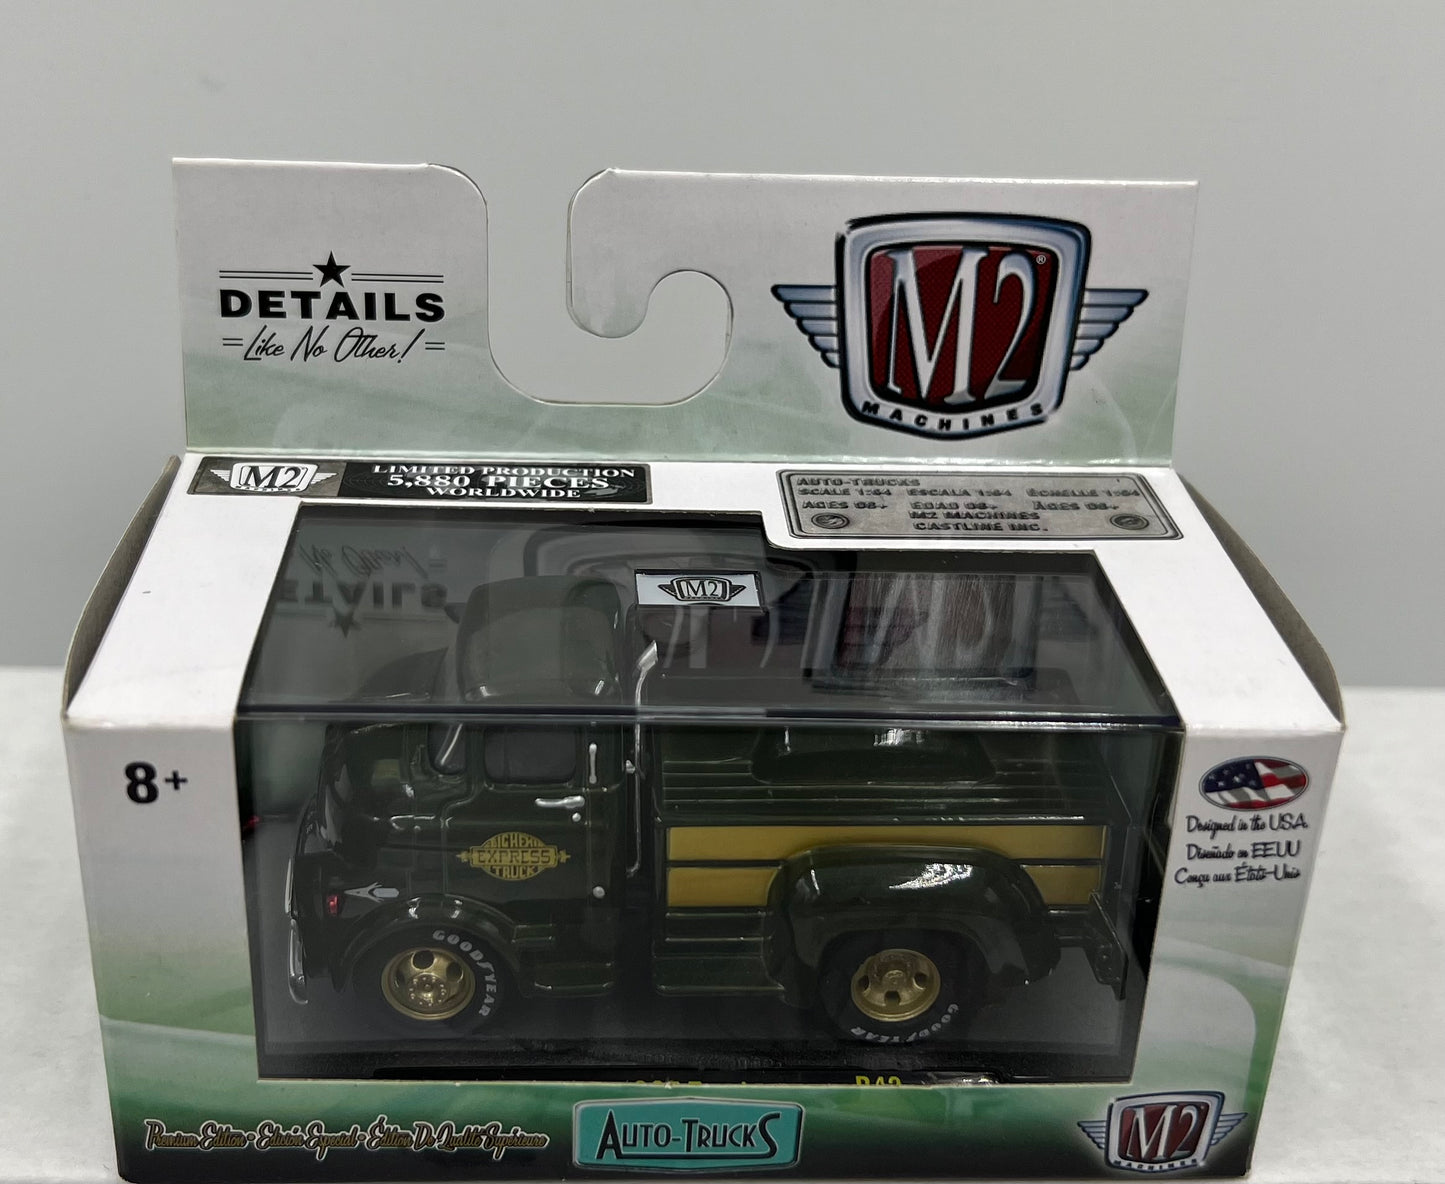 DETAILS
Like No Other!
M2®
MACHINES
M2
MACHINES
LIMITED PRODUCTION
5,880 PIECES
WORLDWIDE
AUTO-TRUCKS
SCALE 1:64 ESCALA 1:64 ÉCHELLE 1:64
AGES 08+ EDAD 08+ ÂGES 08+
M2 MACHINES
CASTLINE INC.
M2
8+
EXPRESS
TRUCK
GOODYEAR
GOODYEAR
Designed in the USA
Diseñado en EEUU
Conçu aux États-Unis
R42
Premium Edition • Edición Especial • Édition De Qualité Supérieure
AUTO-TRUCKS
M2
MACHINES